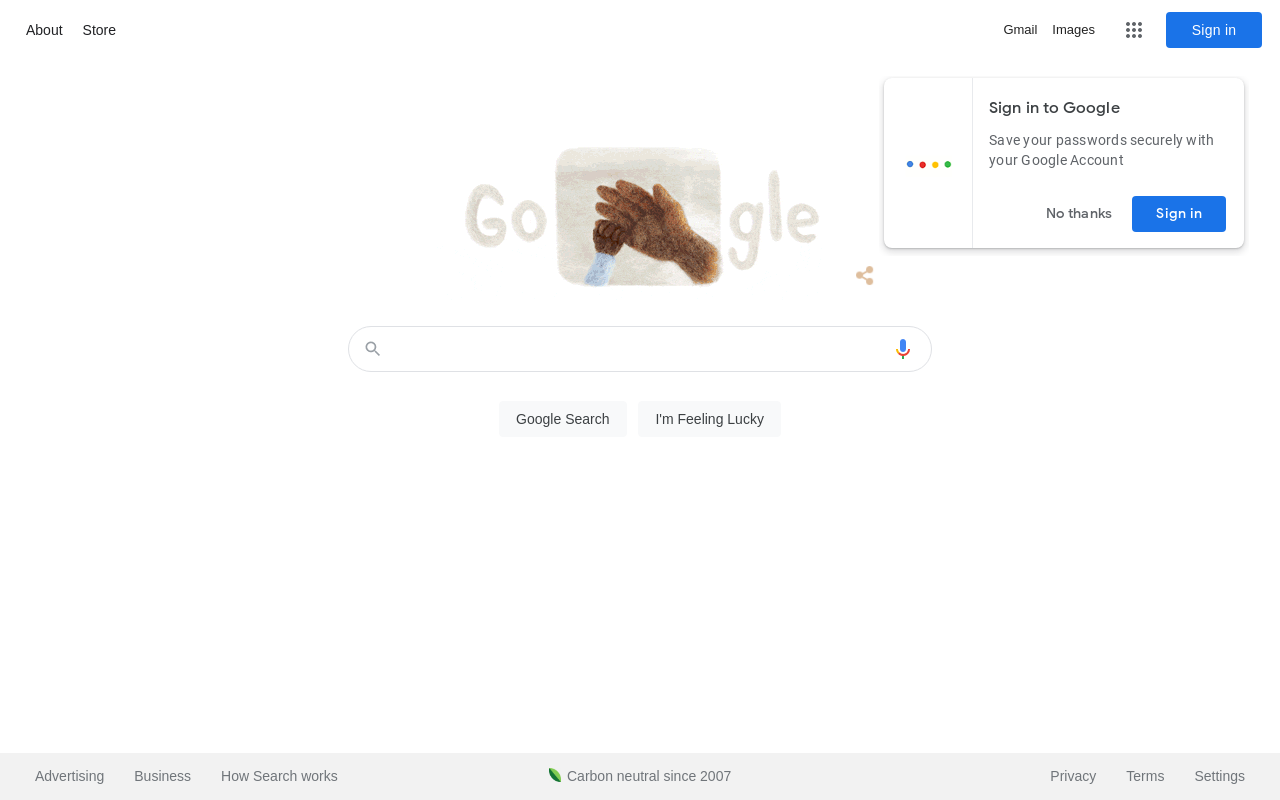 About
Store
Gmail
Images
Sign in
Sign in to Google
Save your passwords securely with
your Google Account
No thanks
Sign in
Go gle
Google Search
I'm Feeling Lucky
Advertising
Business
How Search works
Carbon neutral since 2007
Privacy
Terms
Settings